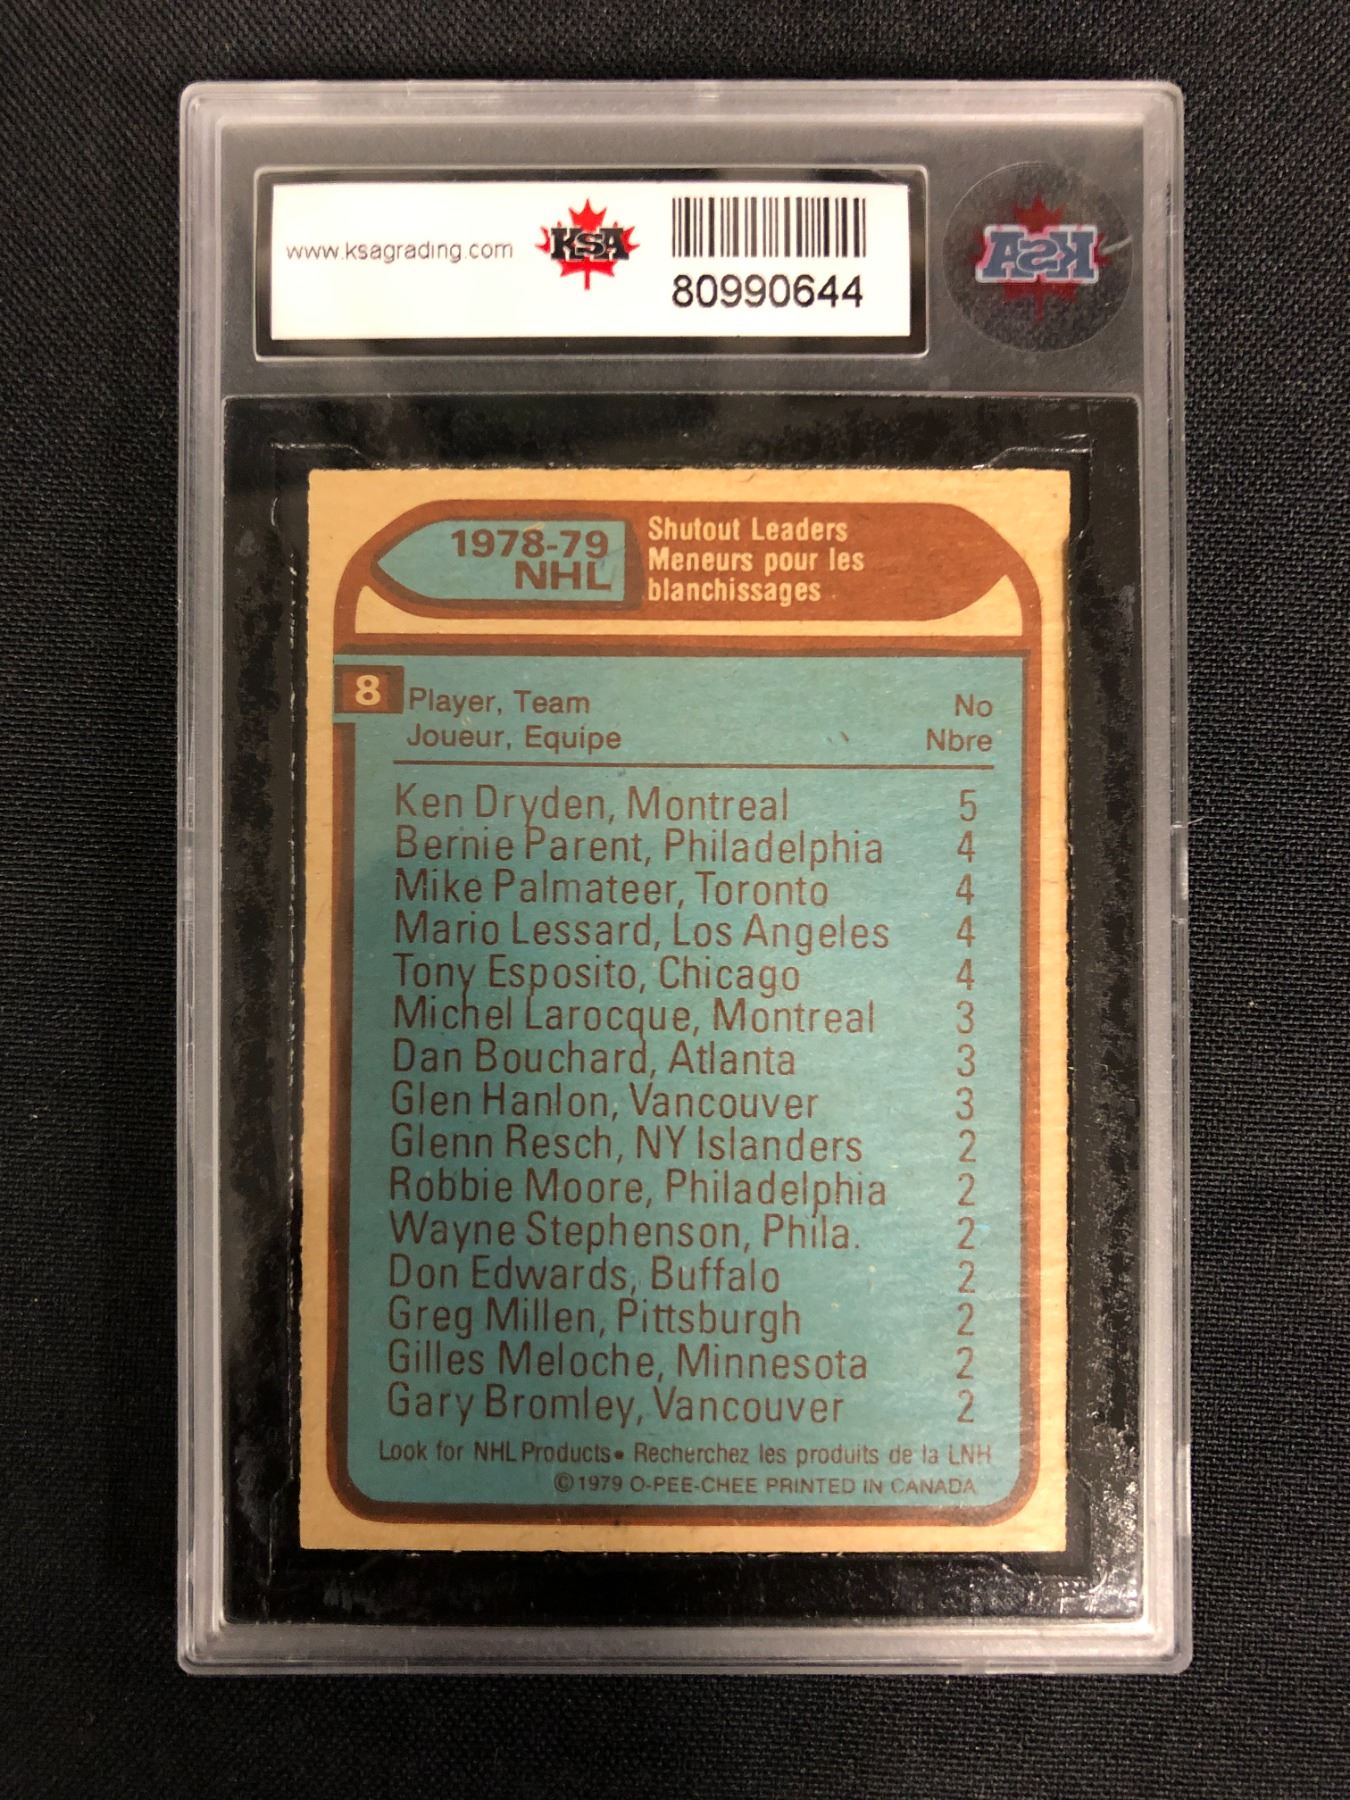 www.ksagrading.com
KSA
80990644
KSA
1978-79
NHL
Shutout Leaders
Meneurs pour les
blanchissages
8
Player, Team No
Joueur, Equipe Nbre
Ken Dryden, Montreal 5
Bernie Parent, Philadelphia 4
Mike Palmateer, Toronto 4
Mario Lessard, Los Angeles 4
Tony Esposito, Chicago 4
Michel Larocque, Montreal 3
Dan Bouchard, Atlanta 3
Glen Hanlon, Vancouver 3
Glenn Resch, NY Islanders 2
Robbie Moore, Philadelphia 2
Wayne Stephenson, Phila. 2
Don Edwards, Buffalo 2
Greg Millen, Pittsburgh 2
Gilles Meloche, Minnesota 2
Gary Bromley, Vancouver 2
Look for NHL Products• Recherchez les produits de la LNH
©1979 O-PEE-CHEE PRINTED IN CANADA